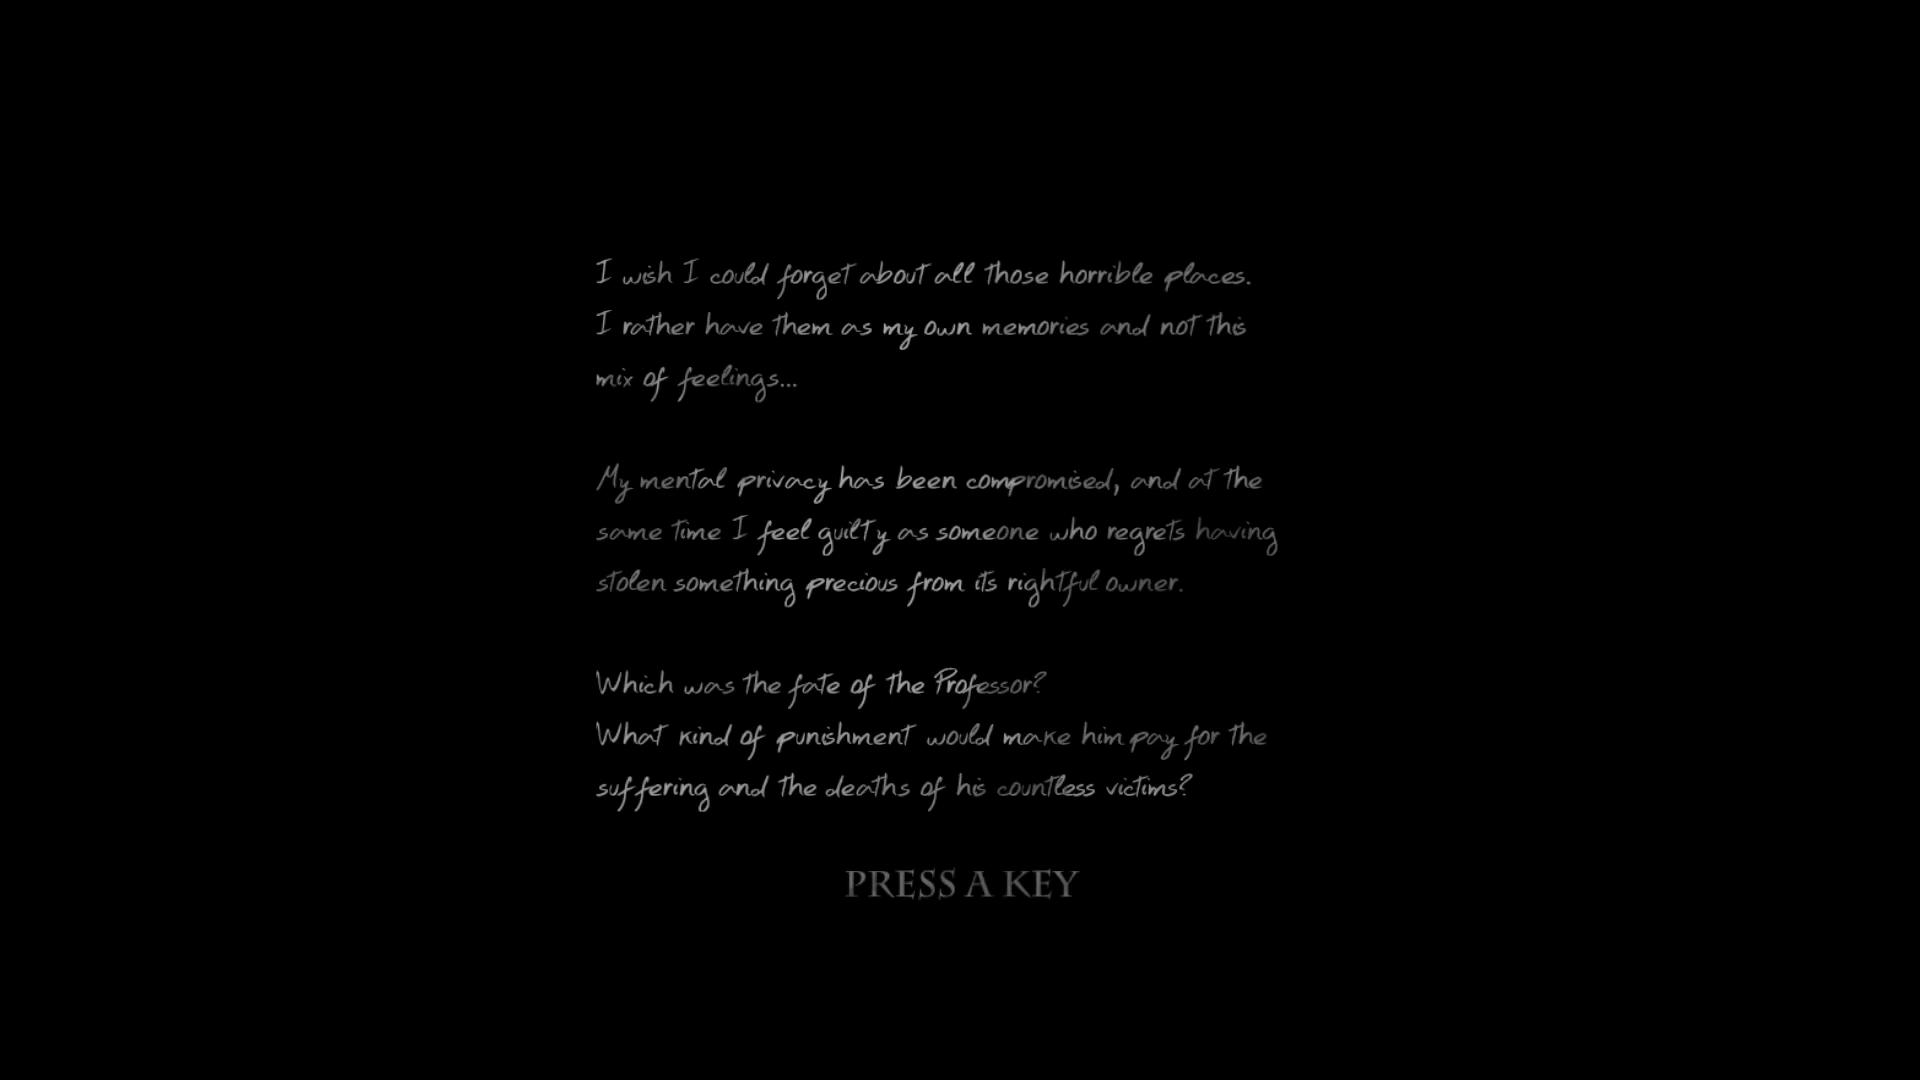 I wish I could forget about all those horrible places.
I rather have them as my own memories and not this
mix of feelings...
My mental privacy has been compromised, and at the
same time I feel guilty as someone who regrets having
stolen something precious from its rightful owner.
Which was the fate of the Professor?
What kind of punishment would make him pay for the
suffering and the deaths of his countless victims?
PRESS A KEY